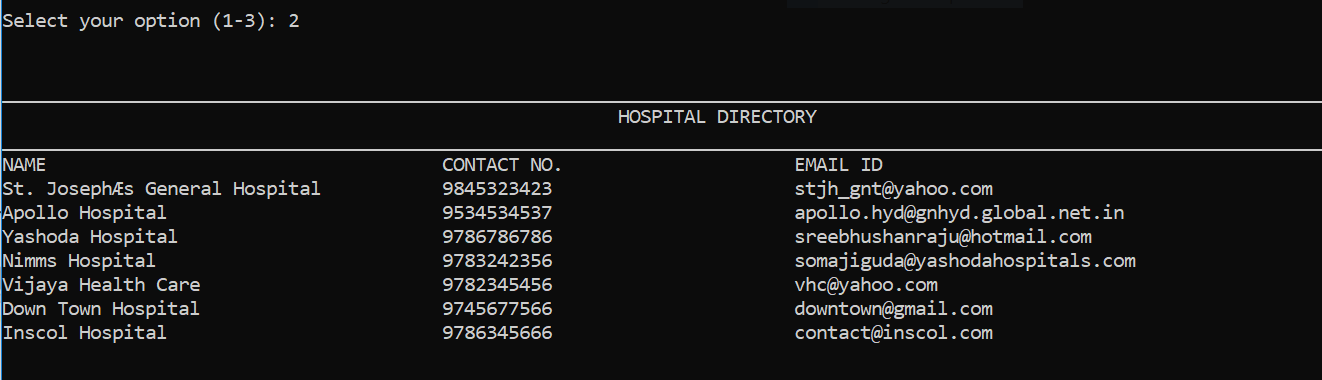 Select your option (1-3): 2
HOSPITAL DIRECTORY
NAME CONTACT NO. EMAIL ID
St. JosephÆs General Hospital 9845323423 stjh_gnt@yahoo.com
Apollo Hospital 9534534537 apollo.hyd@gnhyd.global.net.in
Yashoda Hospital 9786786786 sreebhushanraju@hotmail.com
Nimms Hospital 9783242356 somajiguda@yashodahospitals.com
Vijaya Health Care 9782345456 vhc@yahoo.com
Down Town Hospital 9745677566 downtown@gmail.com
Inscol Hospital 9786345666 contact@inscol.com